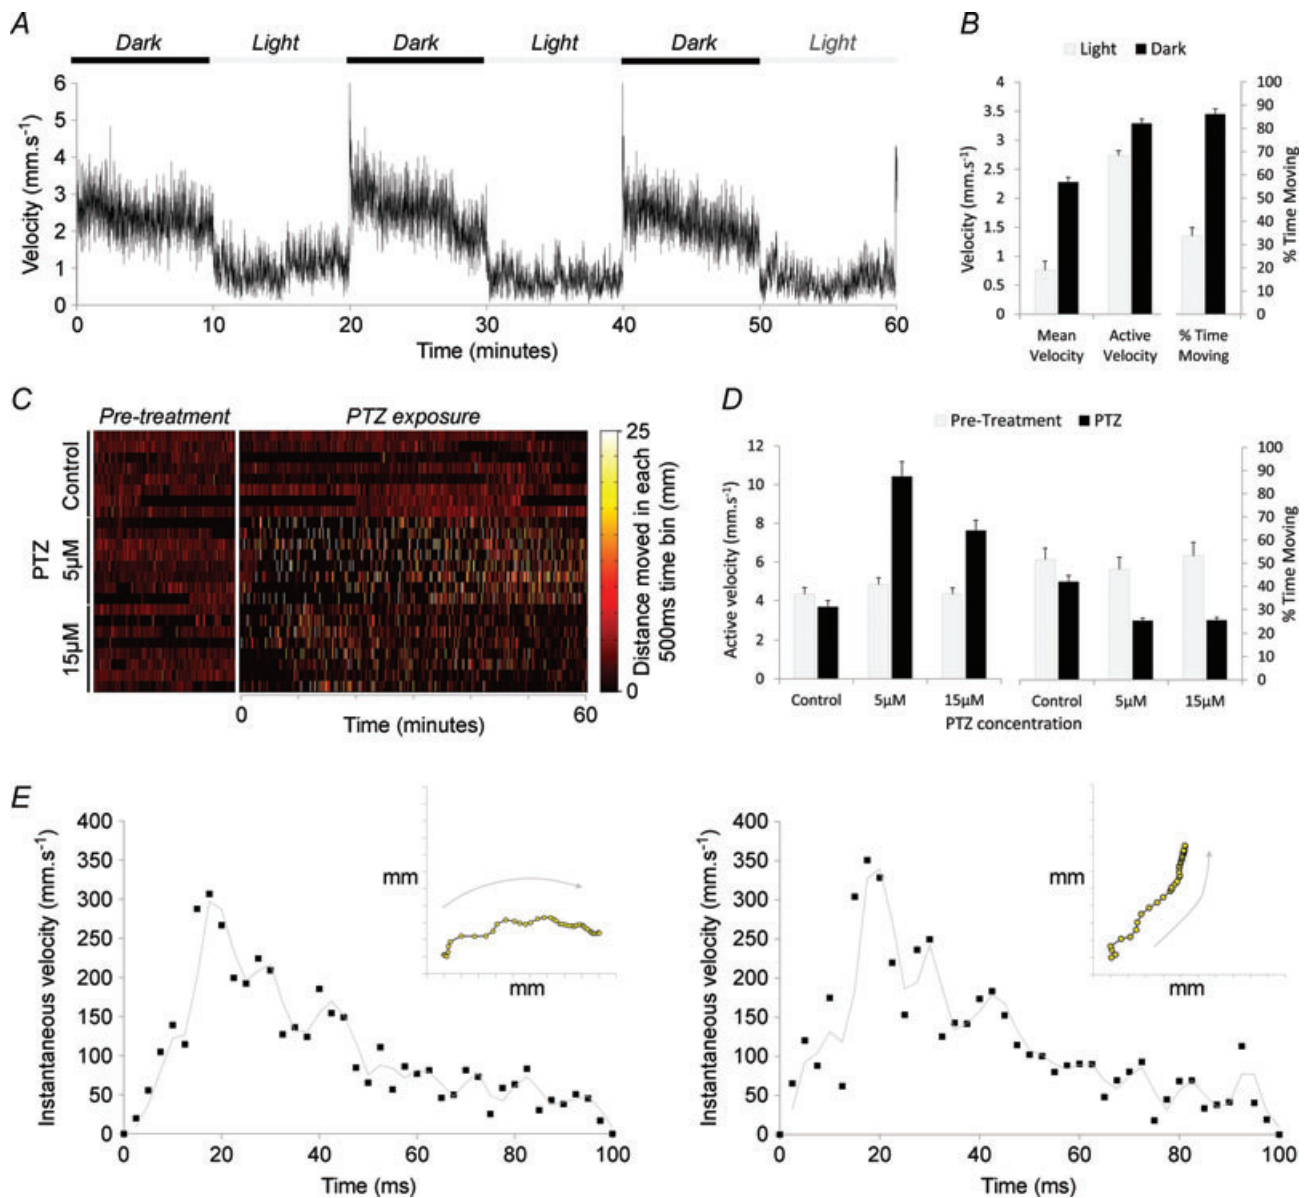 A
Dark Light Dark Light Dark Light
Velocity (mm.s⁻¹)
6
5
4
3
2
1
0
0 10 20 30 40 50 60
Time (minutes)
B
Light Dark
Velocity (mm.s⁻¹)
4
3.5
3
2.5
2
1.5
1
0.5
0
100
90
80
70
60
50
40
30
20
10
0
% Time Moving
Mean Velocity
Active Velocity
% Time Moving
C
Pre-treatment PTZ exposure
Control
PTZ
5µM
15µM
25
0
Distance moved in each
500ms time bin (mm)
0 60
Time (minutes)
D
Pre-Treatment PTZ
Active velocity (mm.s⁻¹)
12
10
8
6
4
2
0
100
90
80
70
60
50
40
30
20
10
0
% Time Moving
Control 5µM 15µM Control 5µM 15µM
PTZ concentration
E
Instantaneous velocity (mm.s⁻¹)
400
350
300
250
200
150
100
50
0
0 20 40 60 80 100
Time (ms)
mm
mm
Instantaneous velocity (mm.s⁻¹)
400
350
300
250
200
150
100
50
0
0 20 40 60 80 100
Time (ms)
mm
mm